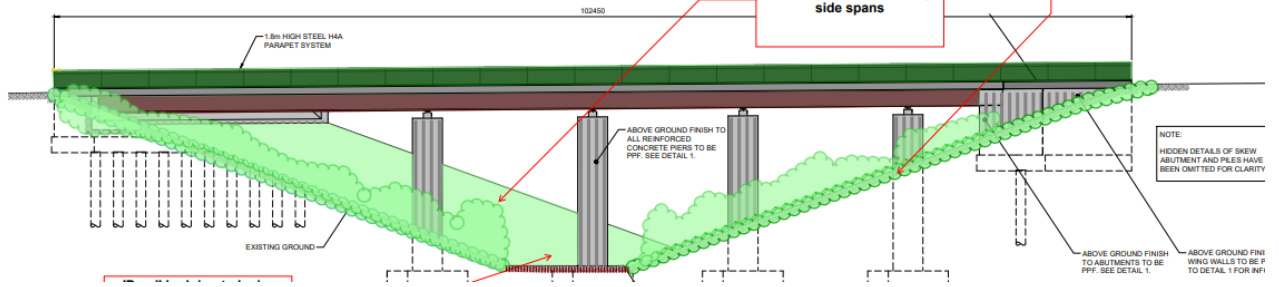 side spans
102450
1.8m HIGH STEEL H4A
PARAPET SYSTEM
ABOVE GROUND FINISH TO
ALL REINFORCED
CONCRETE PIERS TO BE
PPF. SEE DETAIL 1.
NOTE:
HIDDEN DETAILS OF SKEW
ABUTMENT AND PILES HAVE
BEEN OMITTED FOR CLARITY
EXISTING GROUND
ABOVE GROUND FINISH
TO ABUTMENTS TO BE
PPF. SEE DETAIL 1.
ABOVE GROUND FINI
WING WALLS TO BE P
TO DETAIL 1 FOR INF